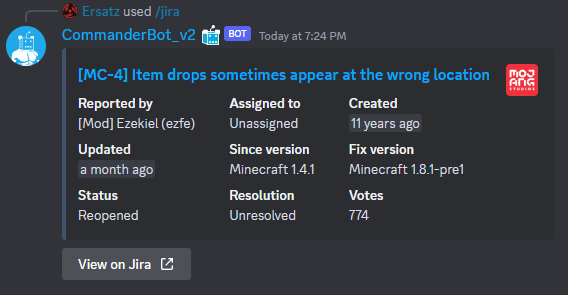 Ersatz used /jira
CommanderBot_v2 BOT Today at 7:24 PM
[MC-4] Item drops sometimes appear at the wrong location
MOJANG
STUDIOS
Reported by Assigned to Created
[Mod] Ezekiel (ezfe) Unassigned 11 years ago
Updated Since version Fix version
a month ago Minecraft 1.4.1 Minecraft 1.8.1-pre1
Status Resolution Votes
Reopened Unresolved 774
View on Jira